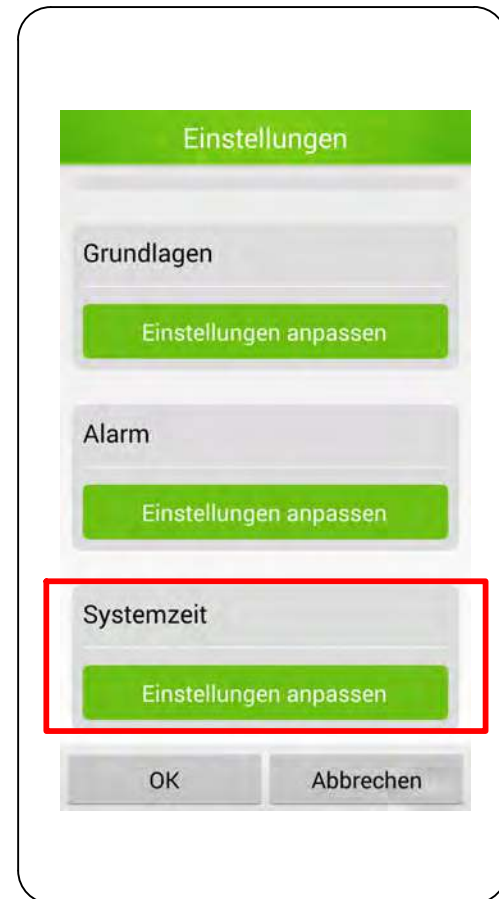 Einstellungen
Grundlagen
Einstellungen anpassen
Alarm
Einstellungen anpassen
Systemzeit
Einstellungen anpassen
OK Abbrechen